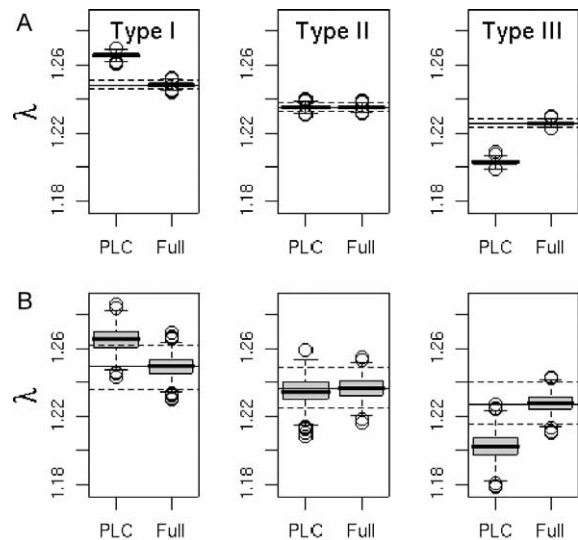 A
Type I
Type II
Type III
λ
1.26
1.22
1.18
PLC Full
PLC Full
PLC Full
B
λ
1.26
1.22
1.18
1.26
1.22
1.18
1.26
1.22
1.18
PLC Full
PLC Full
PLC Full
1.26
1.22
1.18
1.26
1.22
1.18